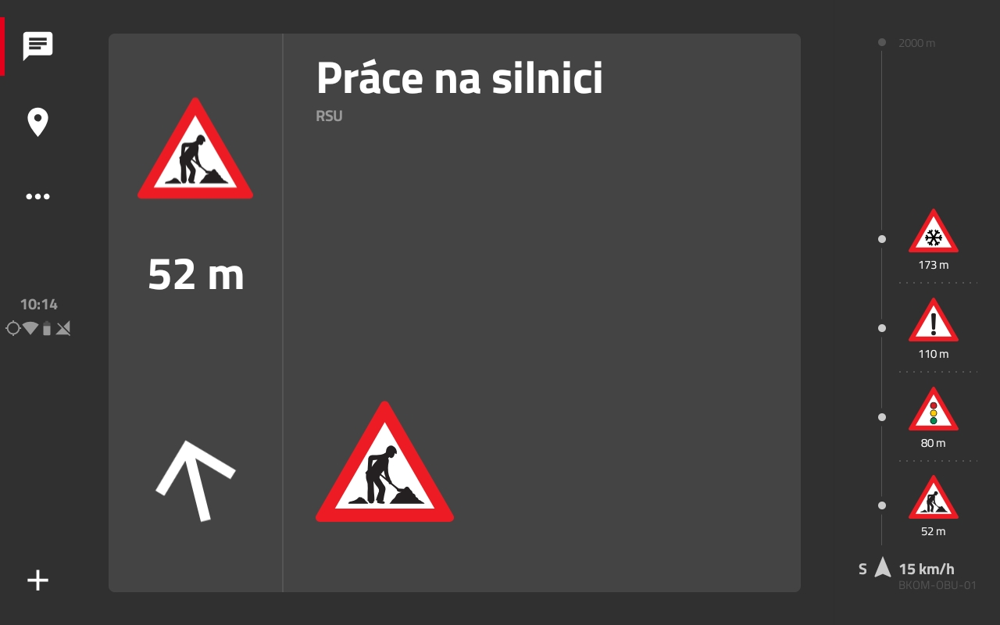 10:14
Práce na silnici
RSU
52 m
2000 m
173 m
110 m
80 m
52 m
S 15 km/h
BKOM-OBU-01